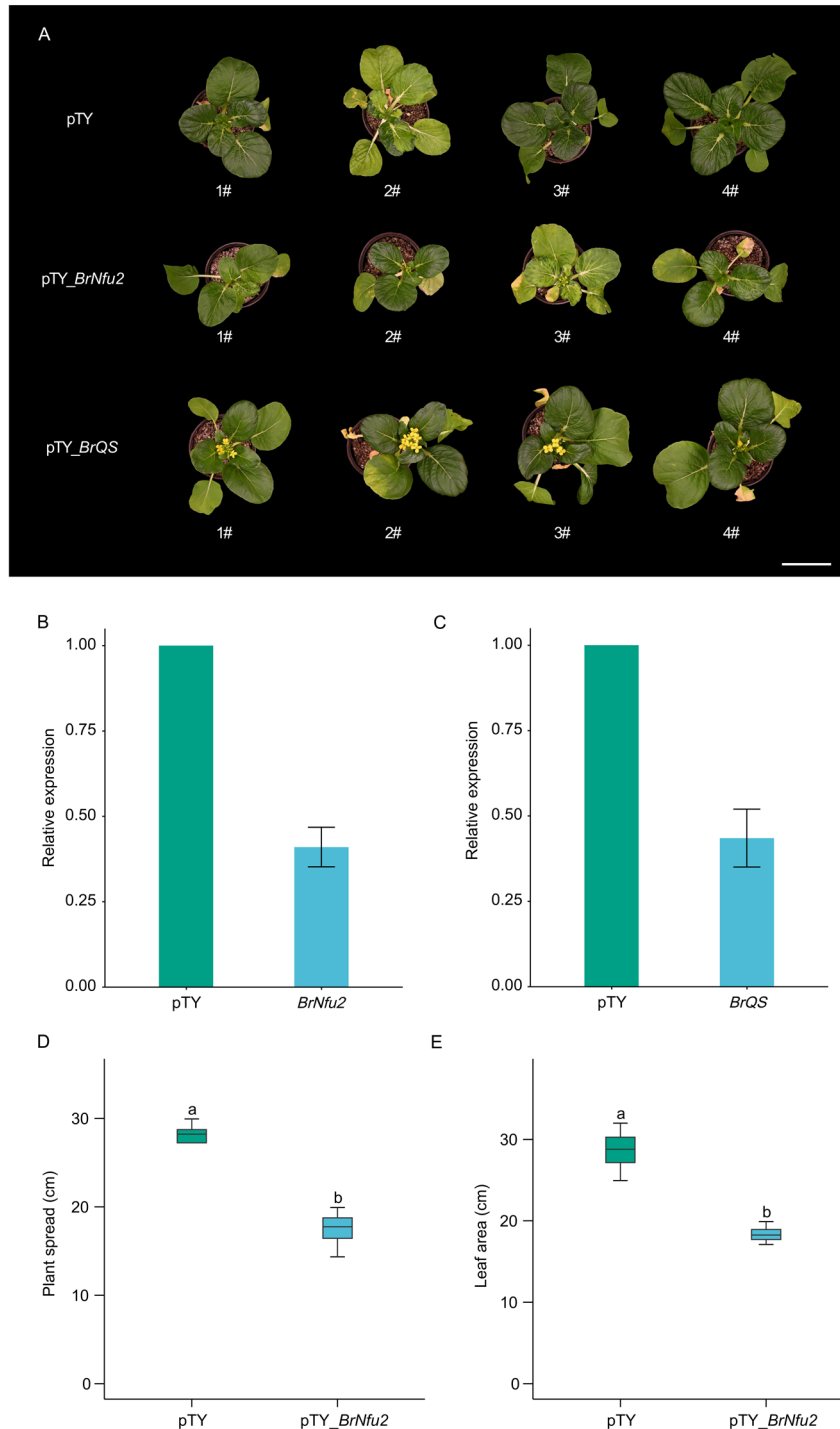 A
pTY
1#
2#
3#
4#
pTY_BrNfu2
1#
2#
3#
4#
pTY_BrQS
1#
2#
3#
4#
B
Relative expression
1.00
0.75
0.50
0.25
0.00
pTY
BrNfu2
C
Relative expression
1.00
0.75
0.50
0.25
0.00
pTY
BrQS
D
Plant spread (cm)
30
20
10
0
a
b
pTY
pTY_BrNfu2
E
Leaf area (cm)
30
20
10
0
a
b
pTY
pTY_BrNfu2